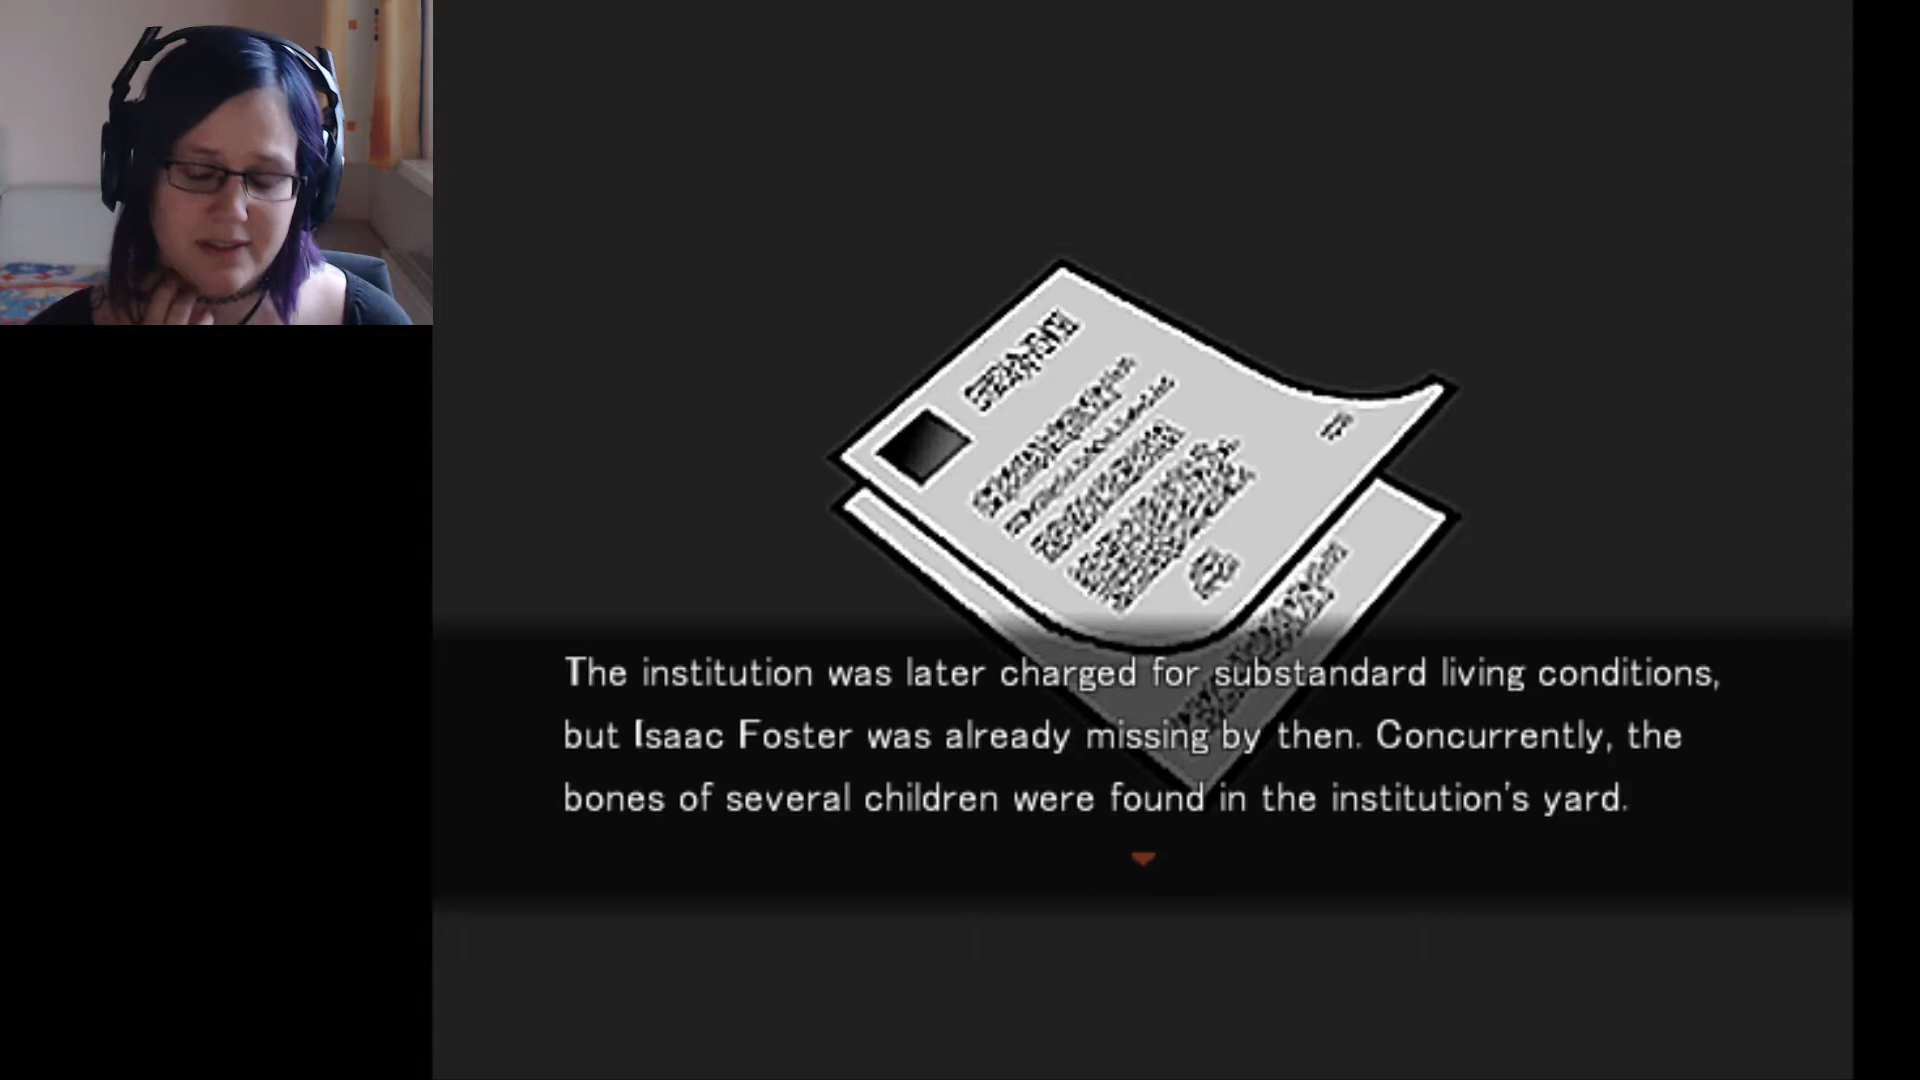 The institution was later charged for substandard living conditions,
but Isaac Foster was already missing by then. Concurrently, the
bones of several children were found in the institution's yard.